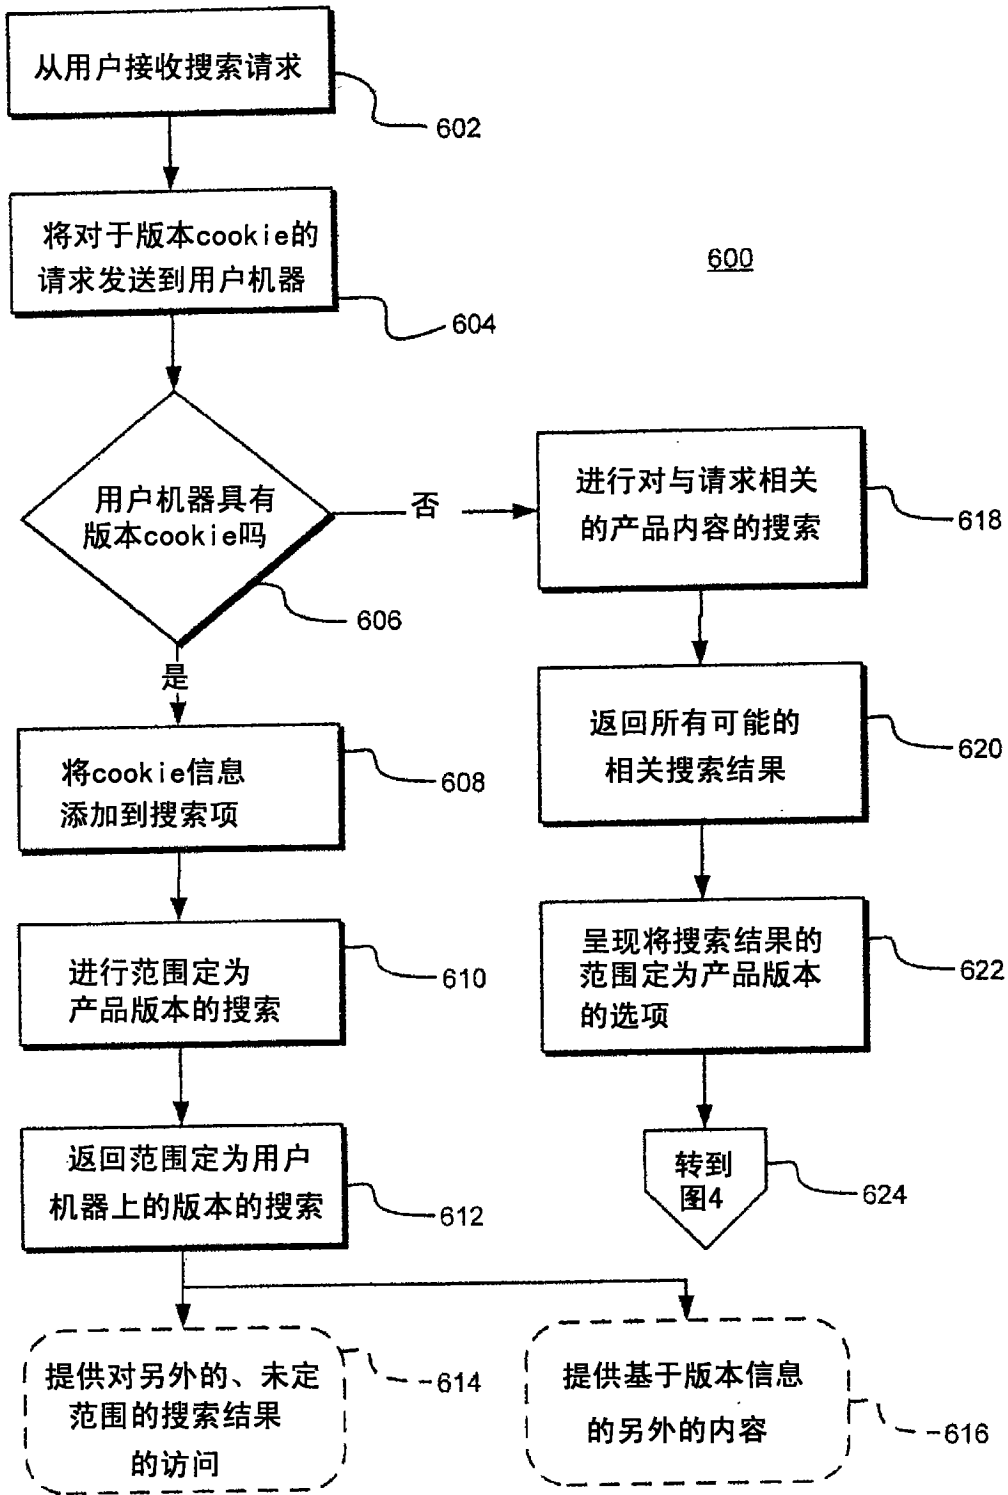 从用户接收搜索请求
602
将对于版本cookie的
请求发送到用户机器
604
600
用户机器具有
版本cookie吗
606
否
是
进行对与请求相关
的产品内容的搜索
618
将cookie信息
添加到搜索项
608
返回所有可能的
相关搜索结果
620
进行范围定为
产品版本的搜索
610
呈现将搜索结果的
范围定为产品版本
的选项
622
返回范围定为用户
机器上的版本的搜索
612
转到
图4
624
提供对另外的、未定
范围的搜索结果
的访问
614
提供基于版本信息
的另外的内容
616